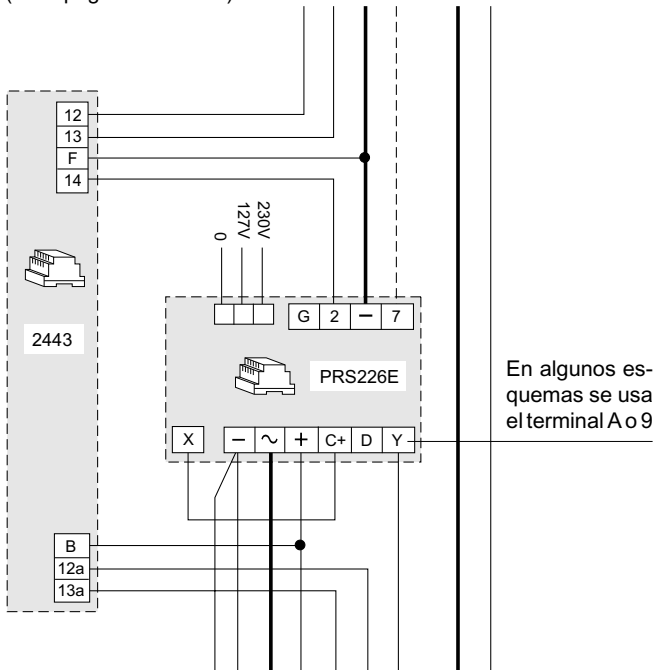 12
13
F
14
0
127V
230V
G 2 – 7
2443
PRS226E
En algunos es-
quemas se usa
el terminal A o 9
X – ~ + C+ D Y
B
12a
13a